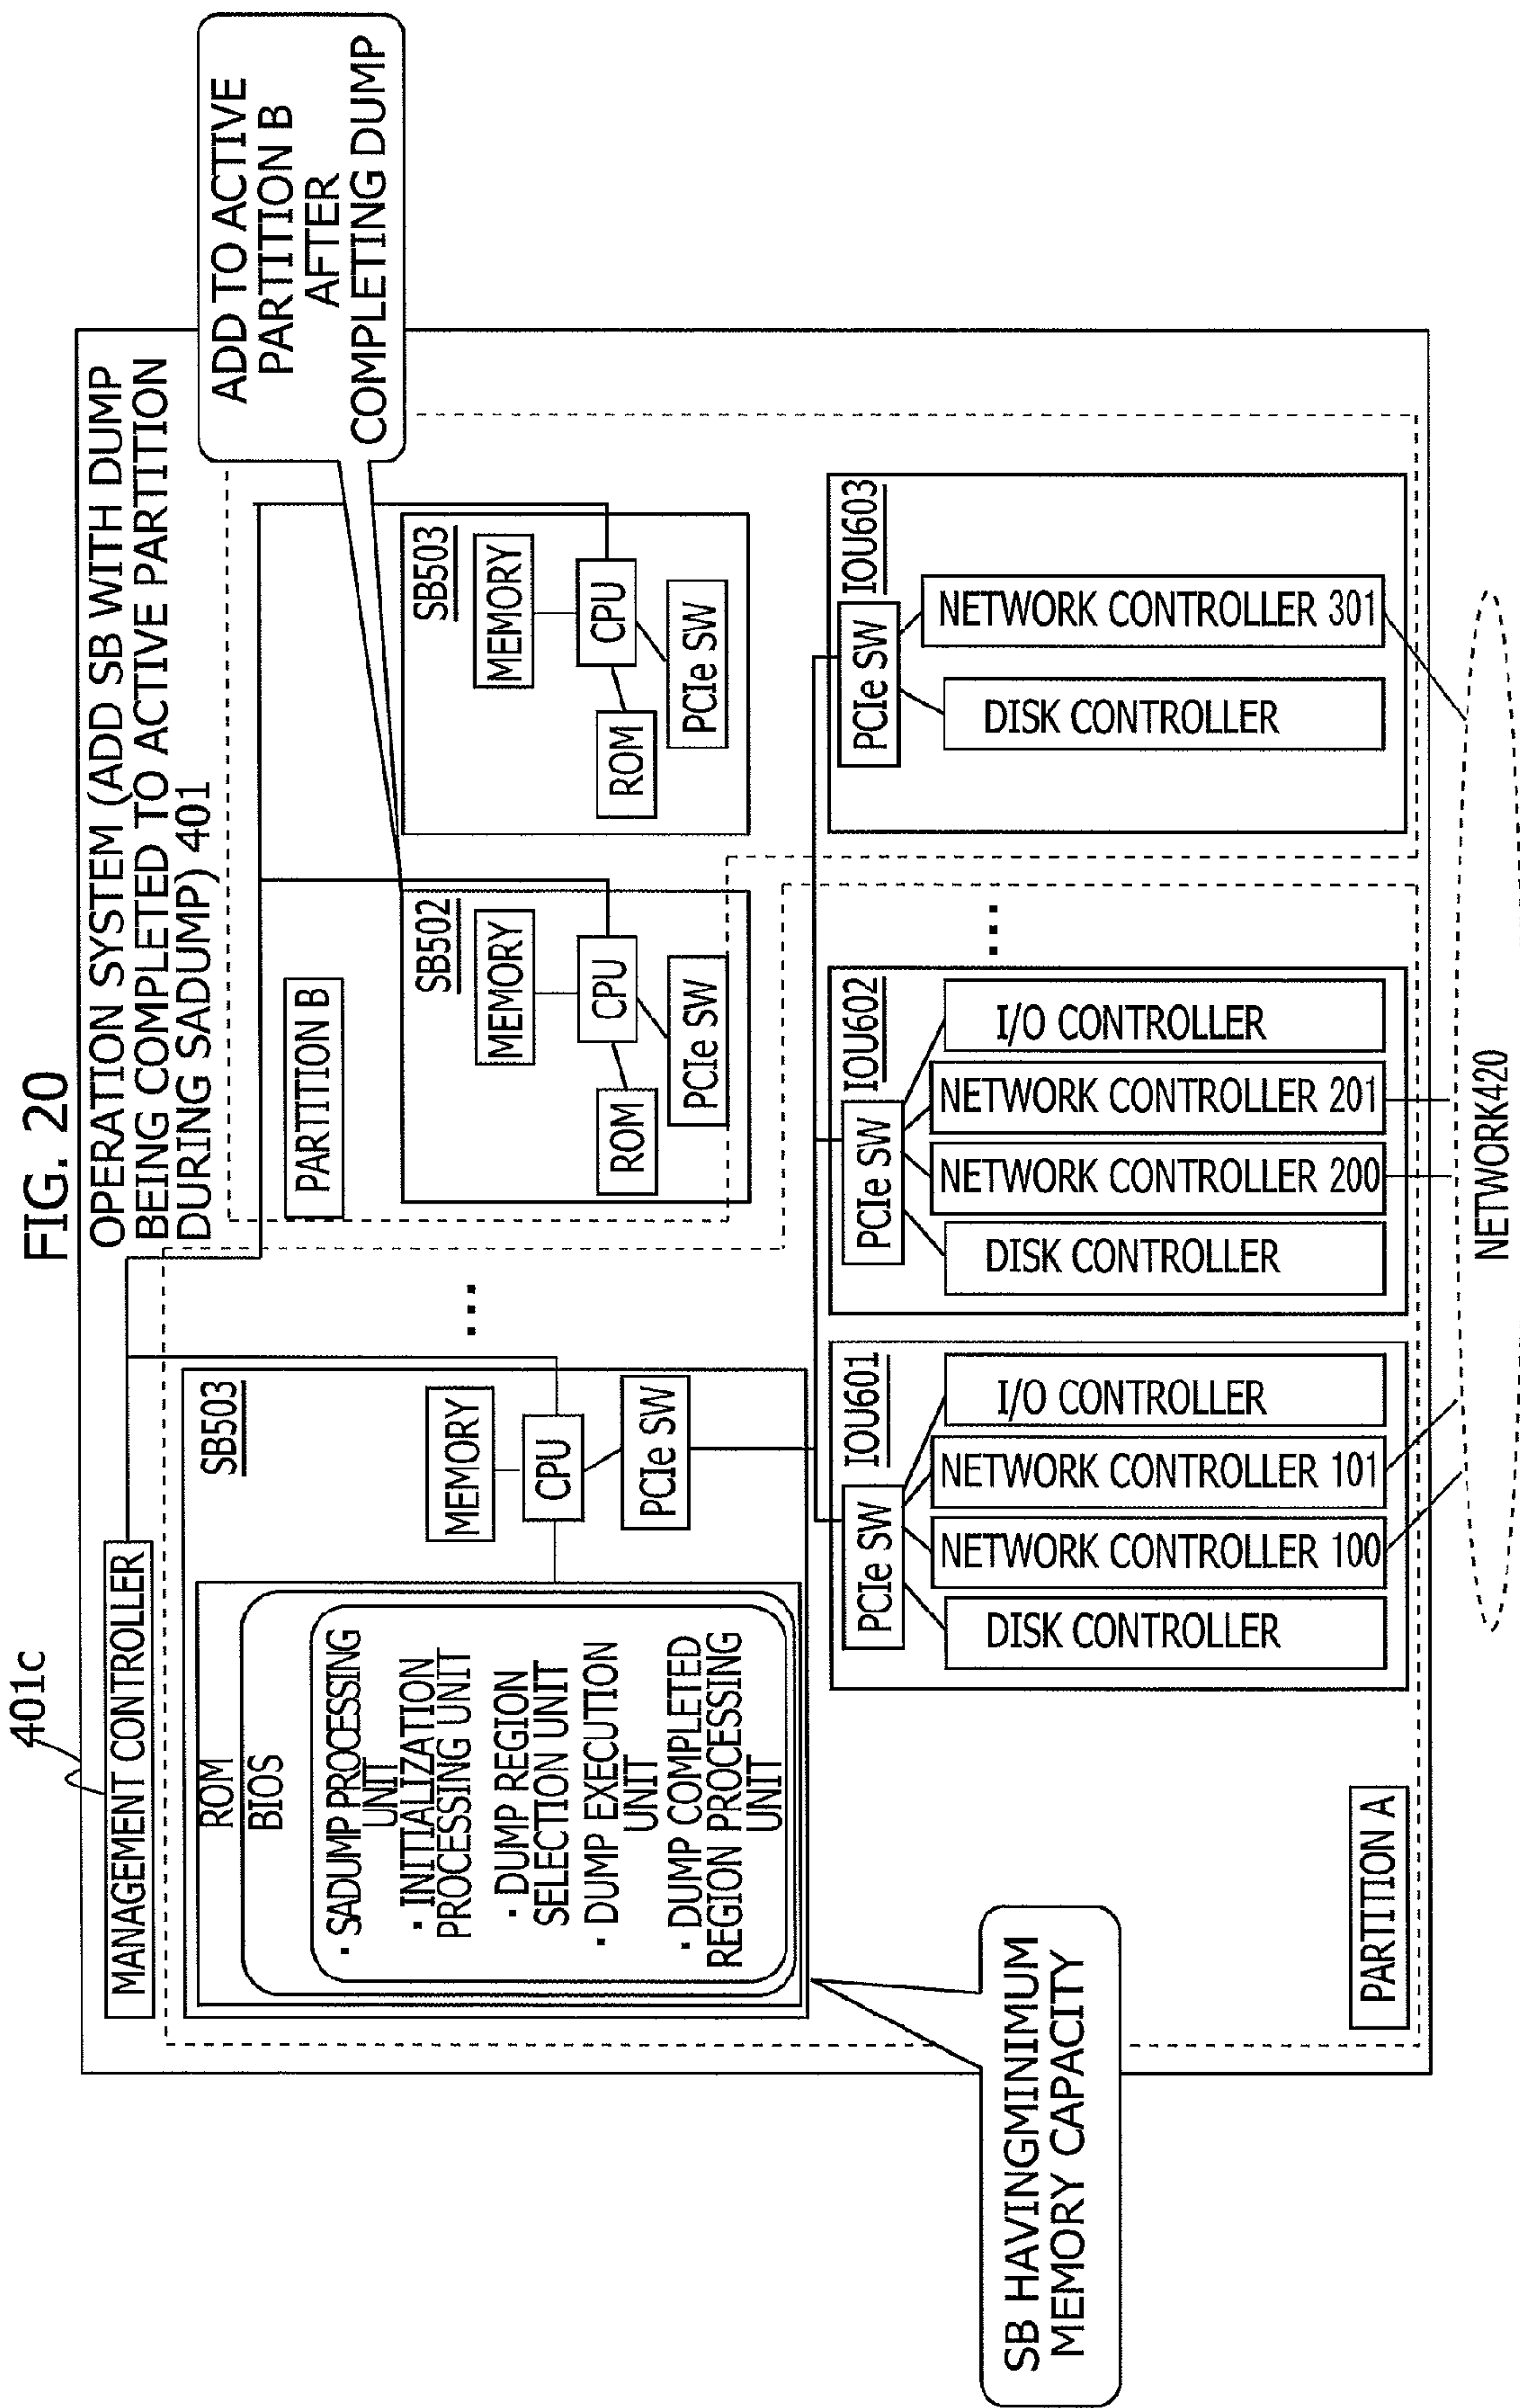 FIG. 20
401c
OPERATION SYSTEM (ADD SB WITH DUMP
BEING COMPLETED TO ACTIVE PARTITION
DURING SADUMP) 401
MANAGEMENT CONTROLLER
ADD TO ACTIVE
PARTITION B
AFTER
COMPLETING DUMP
SB503
ROM
BIOS
· SADUMP PROCESSING
UNIT
· INITIALIZATION
PROCESSING UNIT
· DUMP REGION
SELECTION UNIT
· DUMP EXECUTION
UNIT
· DUMP COMPLETED
REGION PROCESSING
UNIT
MEMORY
CPU
PCIe SW
...
PARTITION B
SB502
MEMORY
CPU
ROM
PCIe SW
SB503
MEMORY
CPU
ROM
PCIe SW
SB HAVINGMINIMUM
MEMORY CAPACITY
PARTITION A
IOU601
PCIe SW
DISK CONTROLLER
NETWORK CONTROLLER 100
NETWORK CONTROLLER 101
I/O CONTROLLER
IOU602
PCIe SW
DISK CONTROLLER
NETWORK CONTROLLER 200
NETWORK CONTROLLER 201
I/O CONTROLLER
...
IOU603
PCIe SW
DISK CONTROLLER
NETWORK CONTROLLER 301
NETWORK420